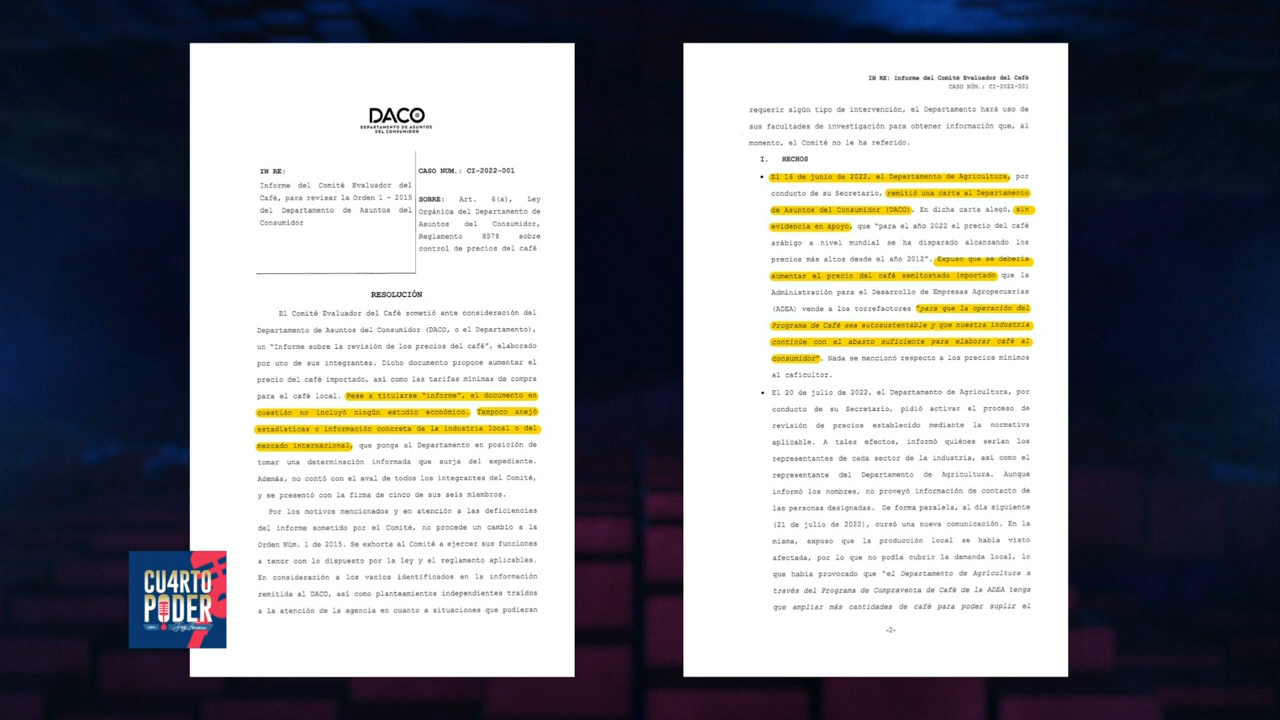 DACO
DEPARTAMENTO DE ASUNTOS
DEL CONSUMIDOR
IN RE:
Informe del Comité Evaluador del
Café, para revisar la Orden 1 - 2015
del Departamento de Asuntos del
Consumidor
CASO NUM.: CI-2022-001
SOBRE: Art. 6(a), Ley
Orgánica del Departamento de
Asuntos del Consumidor,
Reglamento 8578 sobre
control de precios del café
RESOLUCIÓN
El Comité Evaluador del Café sometió ante consideración del
Departamento de Asuntos del Consumidor (DACO, o el Departamento),
un "Informe sobre la revisión de los precios del café", elaborado
por uno de sus integrantes. Dicho documento propone aumentar el
precio del café importado, así como las tarifas mínimas de compra
para el café local. Pese a titularse "informe", el documento en
cuestión no incluyó ningún estudio económico. Tampoco anejó
estadísticas o información concreta de la industria local o del
mercado internacional, que ponga al Departamento en posición de
tomar una determinación informada que surja del expediente.
Además, no contó con el aval de todos los integrantes del Comité,
y se presentó con la firma de cinco de sus seis miembros.
Por los motivos mencionados y en atención a las deficiencias
del informe sometido por el Comité, no procede un cambio a la
Orden Núm. 1 de 2015. Se exhorta al Comité a ejercer sus funciones
a tenor con lo dispuesto por la ley y el reglamento aplicables.
En consideración a los vacíos identificados en la información
remitida al DACO, así como planteamientos independientes traídos
a la atención de la agencia en cuanto a situaciones que pudieran
CU4RTO
PODER
IN RE: Informe del Comité Evaluador del Café
CASO NÚM.: CI-2022-001
requerir algún tipo de intervención, el Departamento hará uso de
sus facultades de investigación para obtener información que, al
momento, el Comité no le ha referido.
I. HECHOS
• El 16 de junio de 2022, el Departamento de Agricultura, por
conducto de su Secretario, remitió una carta al Departamento
de Asuntos del Consumidor (DACO). En dicha carta alegó, sin
evidencia en apoyo, que "para el año 2022 el precio del café
arábigo a nivel mundial se ha disparado alcanzando los
precios más altos desde el año 2012". Expuso que se debería
aumentar el precio del café semitostado importado que la
Administración para el Desarrollo de Empresas Agropecuarias
(ADEA) vende a los torrefactores "para que la operación del
Programa de Café sea autosustentable y que nuestra industria
continúe con el abasto suficiente para elaborar café al
consumidor". Nada se mencionó respecto a los precios mínimos
al caficultor.
• El 20 de julio de 2022, el Departamento de Agricultura, por
conducto de su Secretario, pidió activar el proceso de
revisión de precios establecido mediante la normativa
aplicable. A tales efectos, informó quiénes serían los
representantes de cada sector de la industria, así como el
representante del Departamento de Agricultura. Aunque
informó los nombres, no proveyó información de contacto de
las personas designadas. De forma paralela, al día siguiente
(21 de julio de 2022), cursó una nueva comunicación. En la
misma, expuso que la producción local se había visto
afectada, por lo que no podía cubrir la demanda local, lo
que había provocado que "el Departamento de Agricultura a
través del Programa de Compraventa de Café de la ADEA tenga
que ampliar más cantidades de café para poder suplir el
-2-